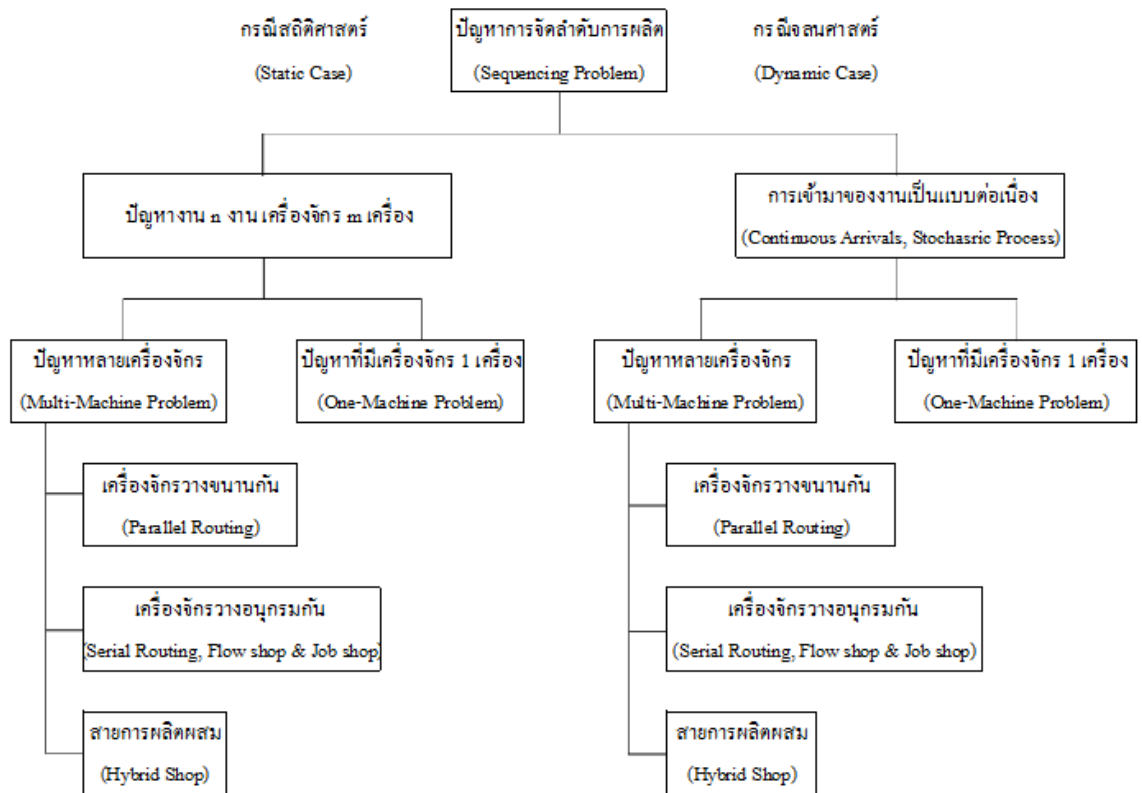 กรณีสถิติศาสตร์
(Static Case)
ปัญหาการจัดลำดับการผลิต
(Sequencing Problem)
กรณีจลนศาสตร์
(Dynamic Case)
ปัญหางาน n งาน เครื่องจักร m เครื่อง
การเข้ามาของงานเป็นแบบต่อเนื่อง
(Continuous Arrivals, Stochasric Process)
ปัญหาหลายเครื่องจักร
(Multi-Machine Problem)
ปัญหาที่มีเครื่องจักร 1 เครื่อง
(One-Machine Problem)
ปัญหาหลายเครื่องจักร
(Multi-Machine Problem)
ปัญหาที่มีเครื่องจักร 1 เครื่อง
(One-Machine Problem)
เครื่องจักรวางขนานกัน
(Parallel Routing)
เครื่องจักรวางอนุกรมกัน
(Serial Routing, Flow shop & Job shop)
สายการผลิตผสม
(Hybrid Shop)
เครื่องจักรวางขนานกัน
(Parallel Routing)
เครื่องจักรวางอนุกรมกัน
(Serial Routing, Flow shop & Job shop)
สายการผลิตผสม
(Hybrid Shop)